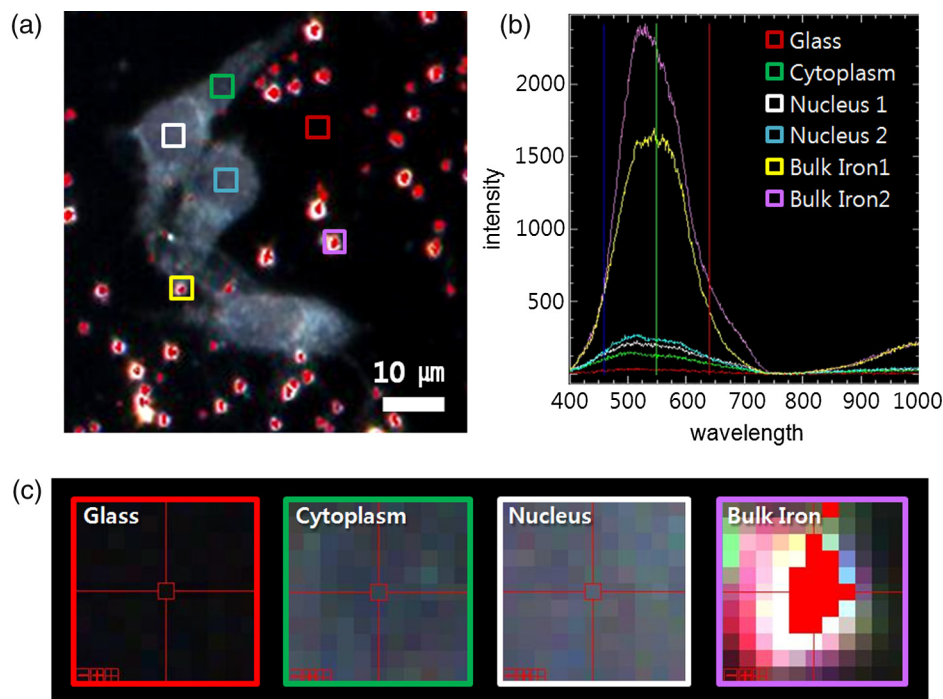 (a)
10 μm
(b)
intensity
2000
1500
1000
500
Glass
Cytoplasm
Nucleus 1
Nucleus 2
Bulk Iron1
Bulk Iron2
400 500 600 700 800 900 1000
wavelength
(c)
Glass
Cytoplasm
Nucleus
Bulk Iron